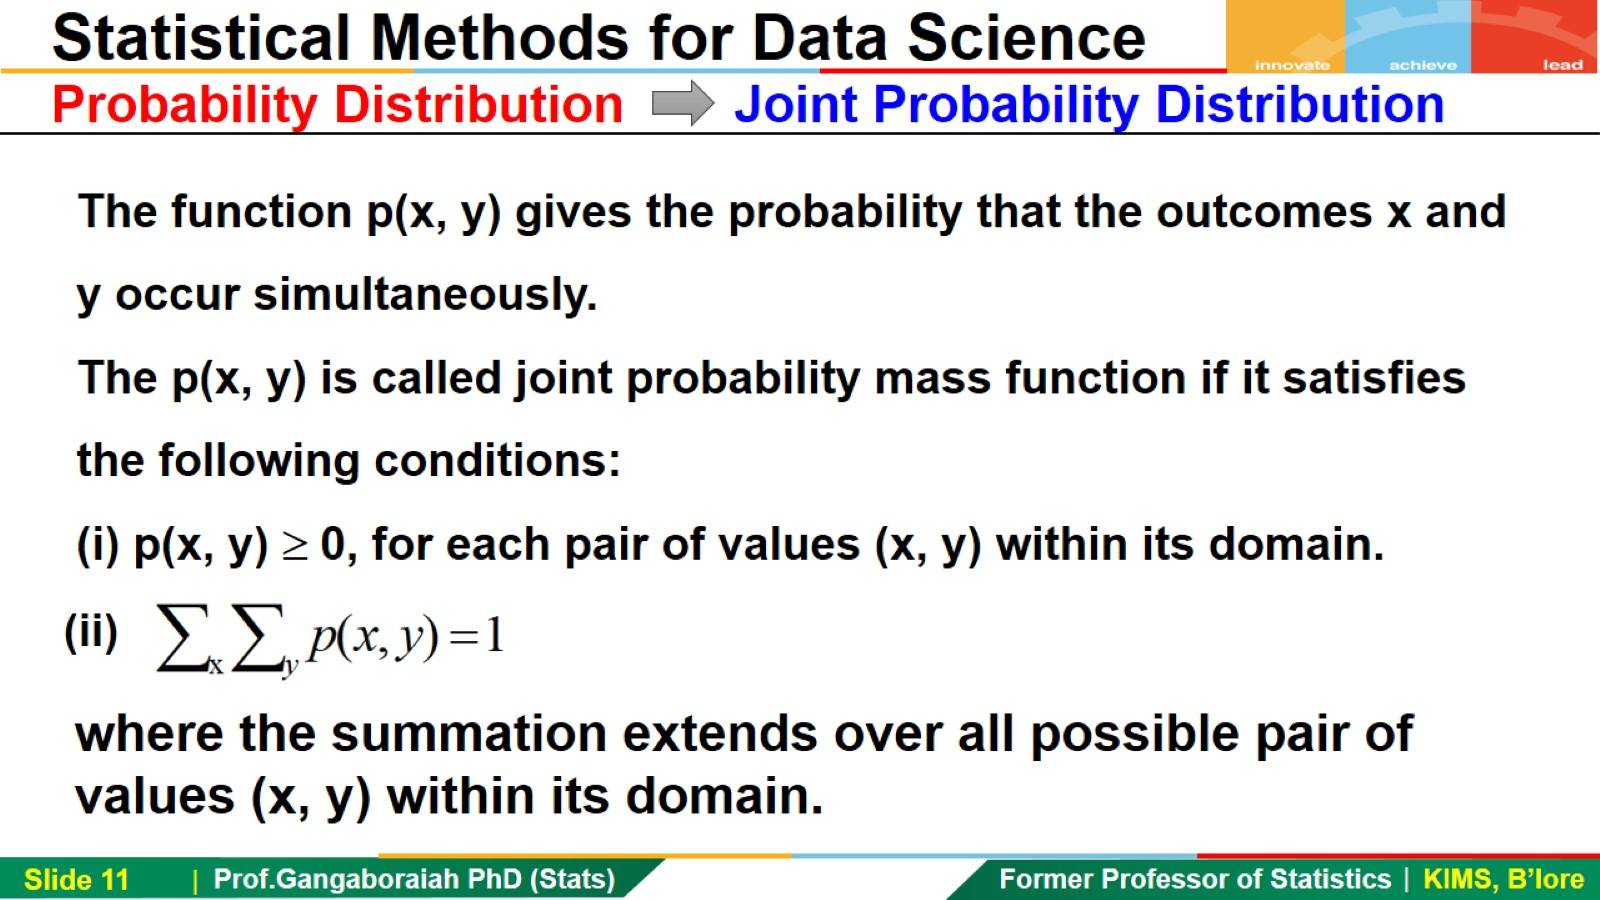 Statistical Methods for Data Science
innovate achieve lead
Probability Distribution Joint Probability Distribution
The function p(x, y) gives the probability that the outcomes x and
y occur simultaneously.
The p(x, y) is called joint probability mass function if it satisfies
the following conditions:
(i) p(x, y) ≥ 0, for each pair of values (x, y) within its domain.
(ii) ∑x ∑y p(x, y) = 1
where the summation extends over all possible pair of
values (x, y) within its domain.
Slide 11 | Prof.Gangaboraiah PhD (Stats) Former Professor of Statistics | KIMS, B’lore